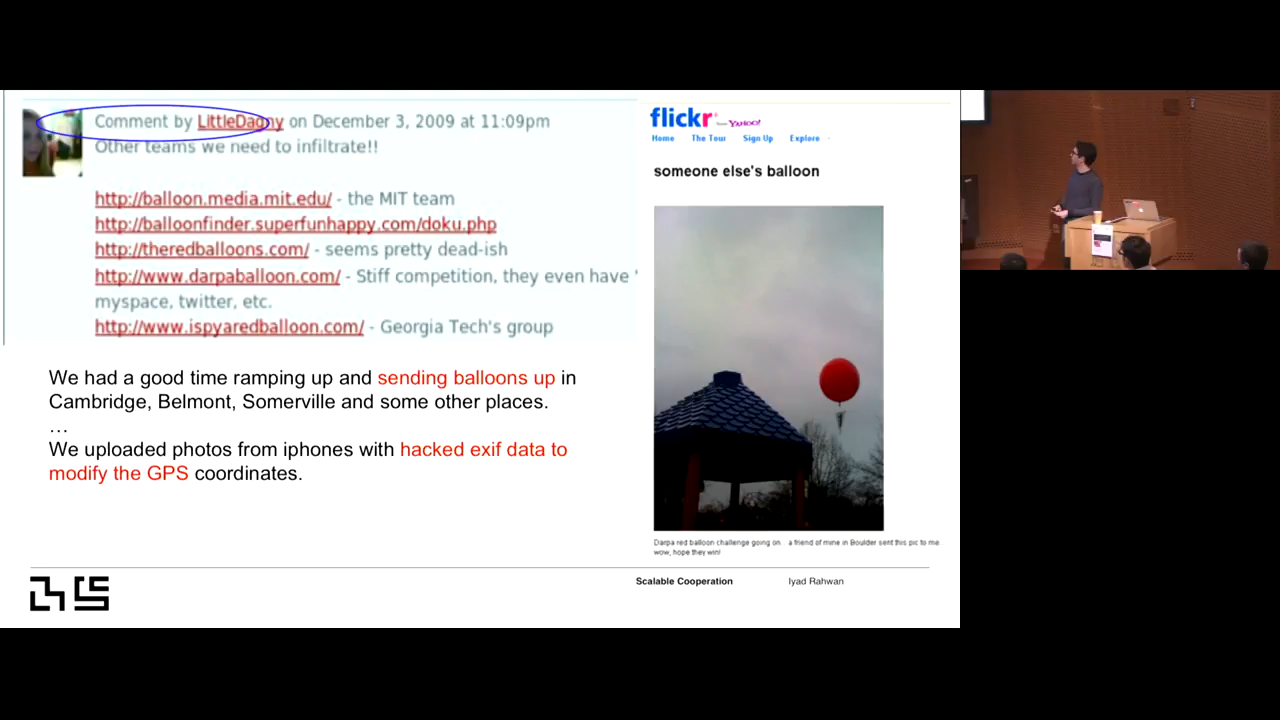 Comment by LittleDagny on December 3, 2009 at 11:09pm
Other teams we need to infiltrate!!
http://balloon.media.mit.edu/ - the MIT team
http://balloonfinder.superfunhappy.com/doku.php
http://theredballoons.com/ - seems pretty dead-ish
http://www.darpaballoon.com/ - Stiff competition, they even have '
myspace, twitter, etc.
http://www.ispyaredballoon.com/ - Georgia Tech's group
We had a good time ramping up and sending balloons up in
Cambridge, Belmont, Somerville and some other places.
…
We uploaded photos from iphones with hacked exif data to
modify the GPS coordinates.
flickr from YAHOO!
Home The Tour Sign Up Explore
someone else's balloon
Darpa red balloon challenge going on a friend of mine in Boulder sent this pic to me
wow, hope they win!
Scalable Cooperation Iyad Rahwan